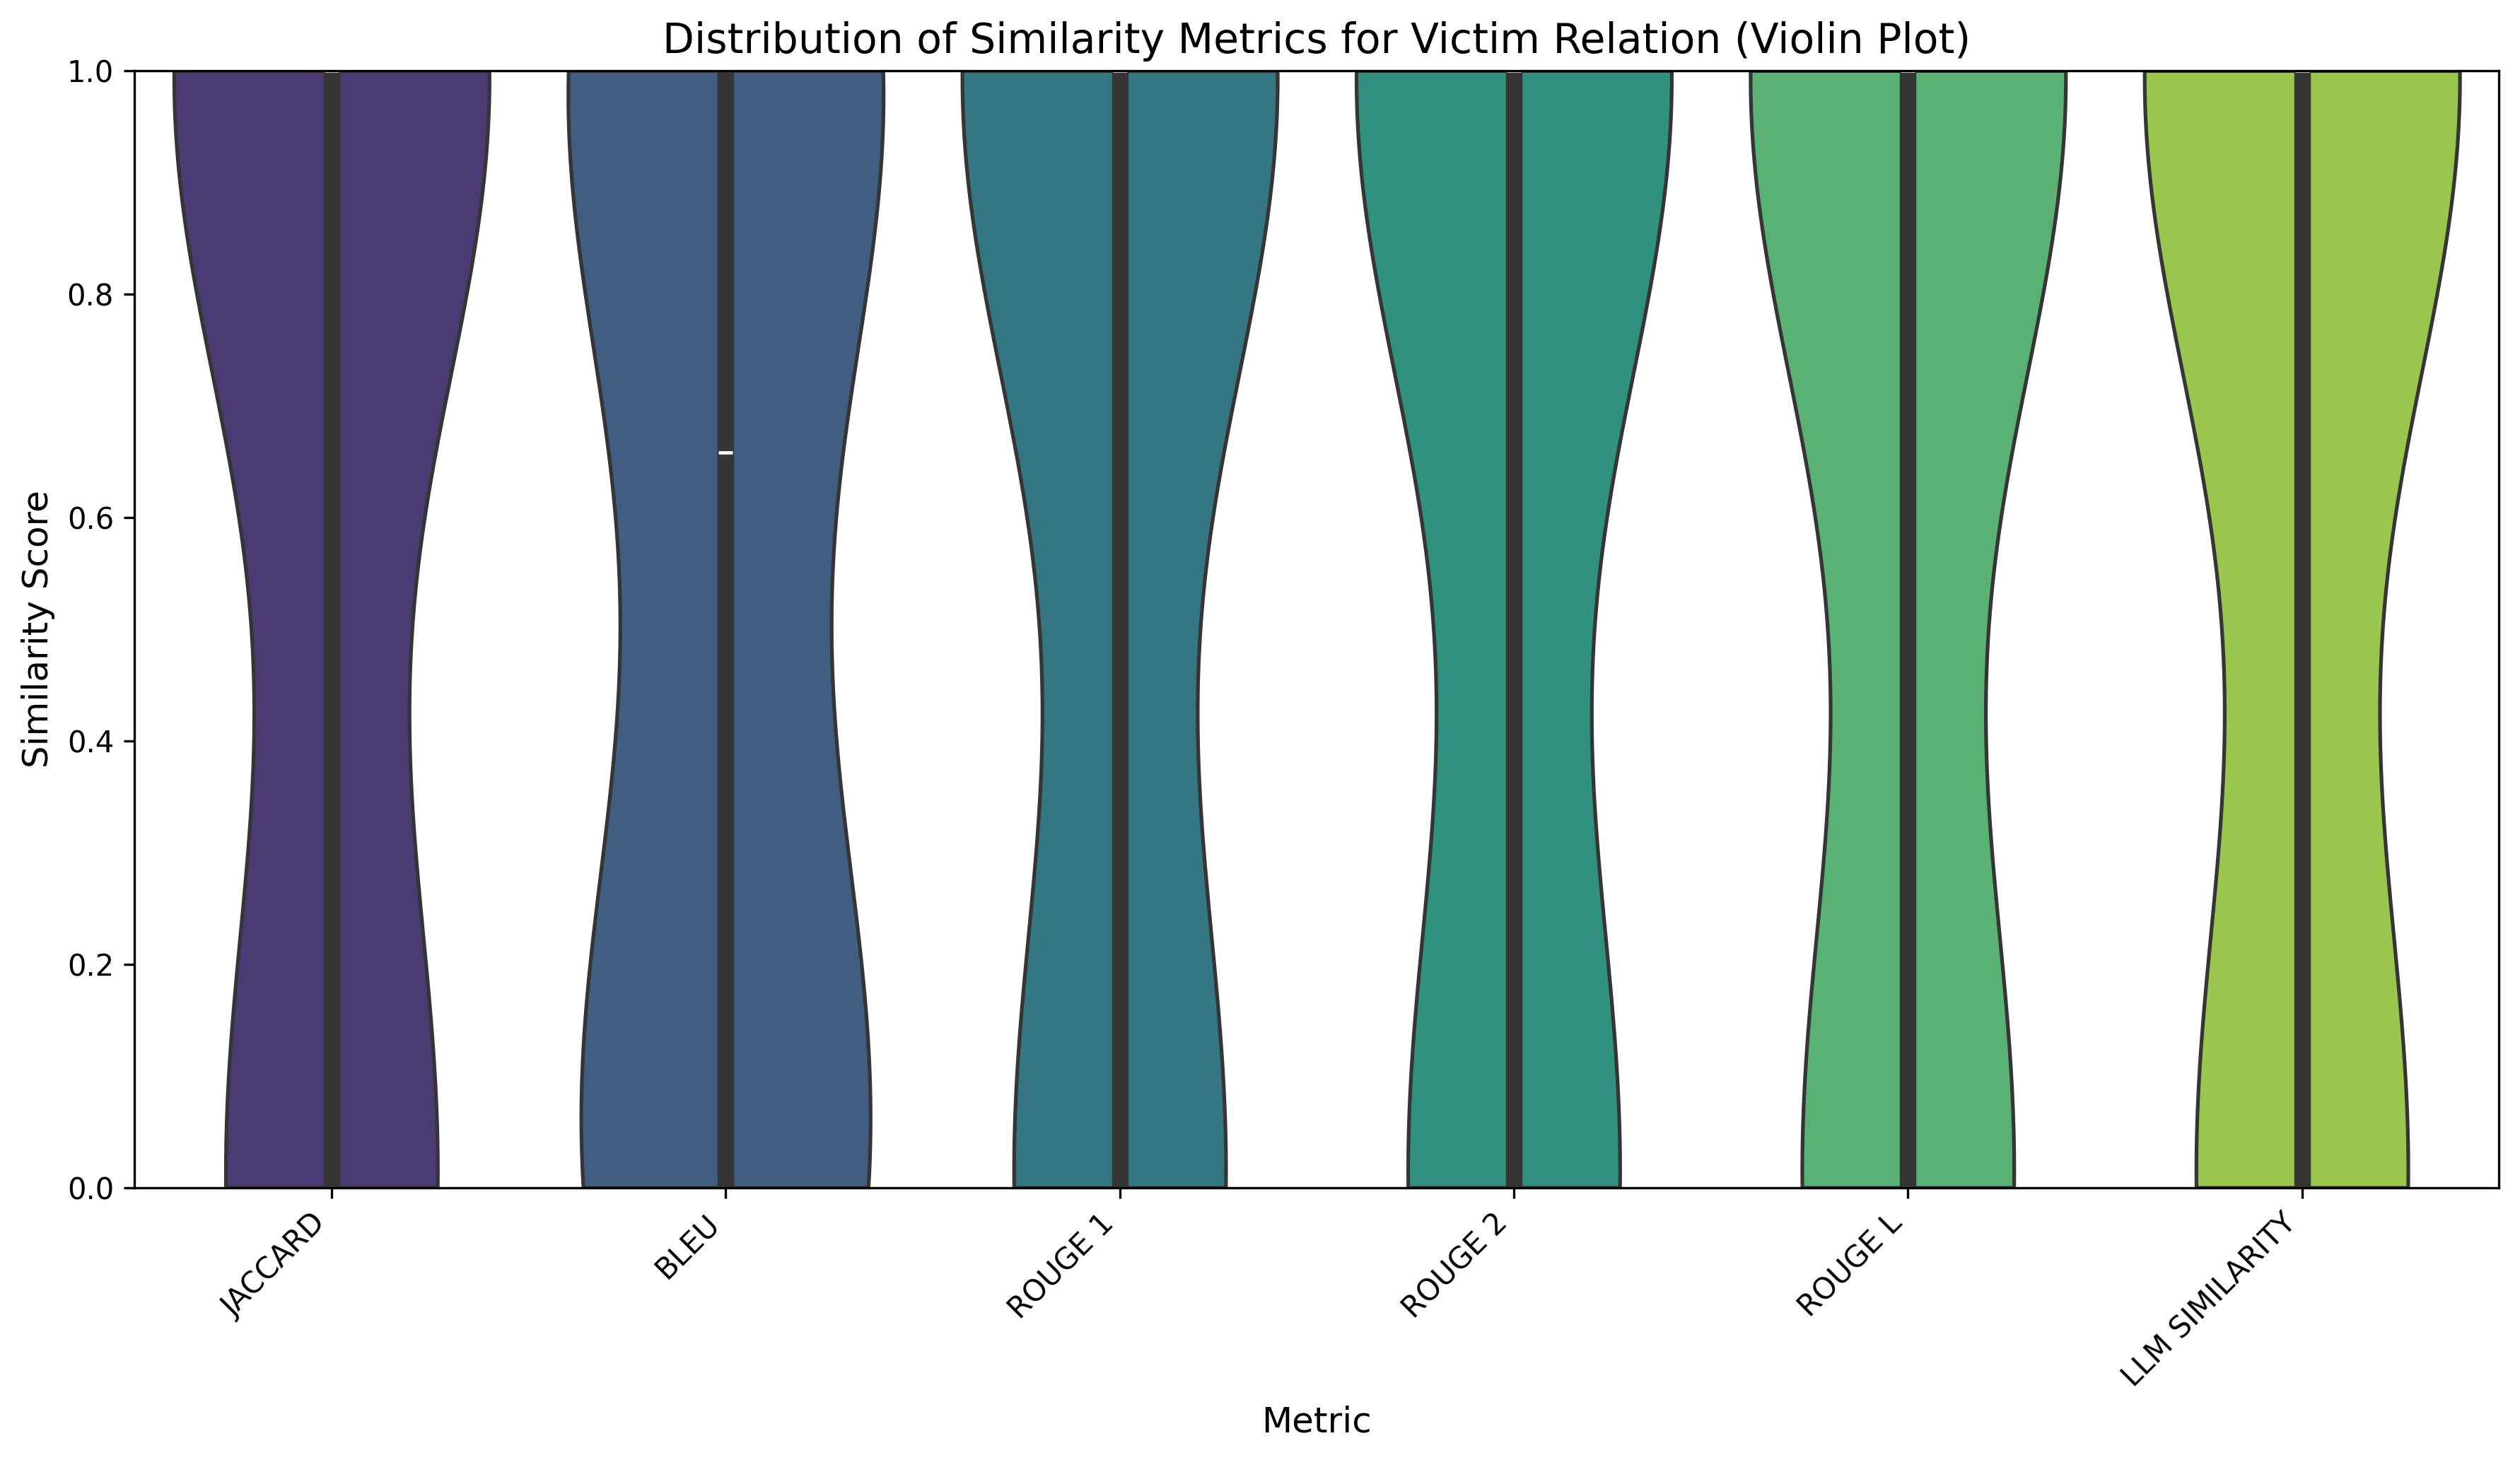 Distribution of Similarity Metrics for Victim Relation (Violin Plot)
1.0
0.8
0.6
0.4
0.2
0.0
Similarity Score
JACCARD
BLEU
ROUGE 1
ROUGE 2
ROUGE L
LLM SIMILARITY
Metric